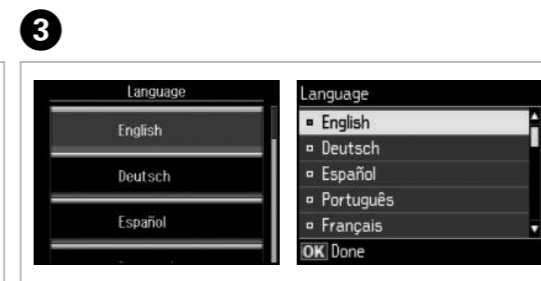 3
Language
English
Deutsch
Español
Language
English
Deutsch
Español
Português
Français
OK Done